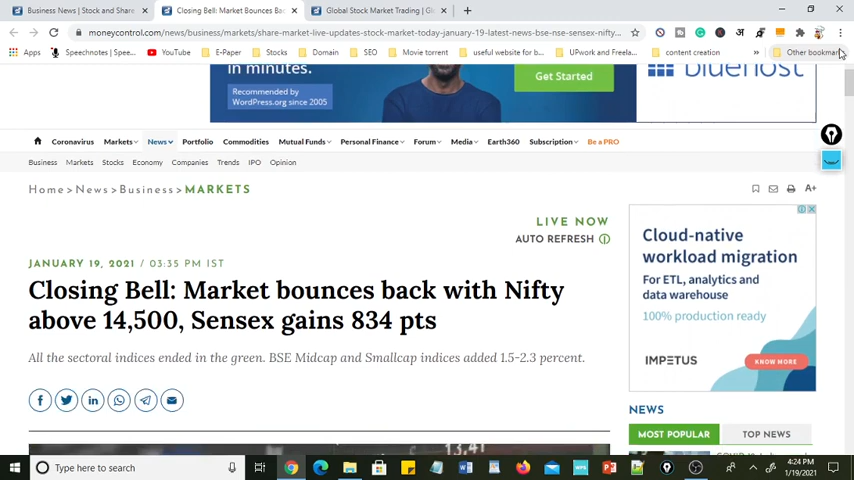 Business News | Stock and Share
Closing Bell: Market Bounces Bac
Global Stock Market Trading | Gl
moneycontrol.com/news/business/markets/share-market-live-updates-stock-market-today-january-19-latest-news-bse-nse-sensex-nifty...
Apps
Speechnotes | Spee...
YouTube
E-Paper
Stocks
Domain
SEO
Movie torrent
useful website for b...
UPwork and Freela...
content creation
Other bookmar
in minutes.
Recommended by
WordPress.org since 2005
Get Started
bluehost
Coronavirus Markets News Portfolio Commodities Mutual Funds Personal Finance Forum Media Earth360 Subscription Be a PRO
Business Markets Stocks Economy Companies Trends IPO Opinion
Home > News > Business > MARKETS
A+
LIVE NOW
AUTO REFRESH
JANUARY 19, 2021 / 03:35 PM IST
Closing Bell: Market bounces back with Nifty
above 14,500, Sensex gains 834 pts
All the sectoral indices ended in the green. BSE Midcap and Smallcap indices added 1.5-2.3 percent.
Cloud-native
workload migration
For ETL, analytics and
data warehouse
100% production ready
IMPETUS
KNOW MORE
NEWS
MOST POPULAR
TOP NEWS
13.41
Type here to search
4:24 PM
1/19/2021